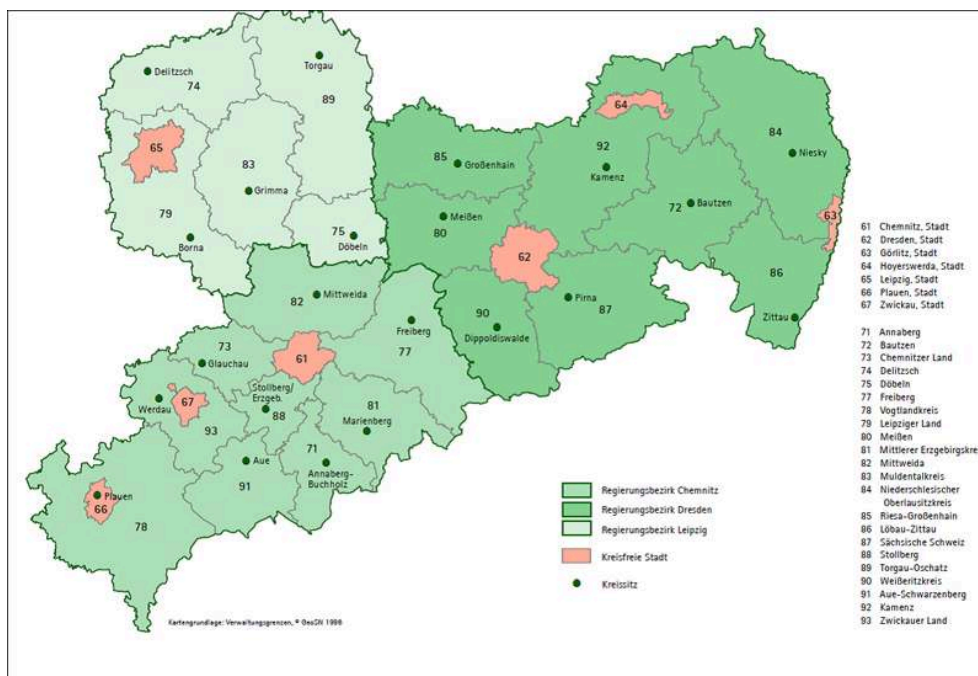 Torgau
Delitzsch
74
89
64
84
65
92
85
Großenhain
Niesky
83
Kamenz
Grimma
Bautzen
72
79
Meißen
63
75
80
Döbeln
Borna
62
86
Mittweida
Pirna
82
90
87
Freiberg
Zittau
Dippoldiswalde
73
77
61
Glauchau
Stollberg/
Erzgeb.
Werdau
67
81
88
93
Marienberg
71
Aue
Annaberg-
Buchholz
91
Plauen
66
78
61 Chemnitz, Stadt
62 Dresden, Stadt
63 Görlitz, Stadt
64 Hoyerswerda, Stadt
65 Leipzig, Stadt
66 Plauen, Stadt
67 Zwickau, Stadt
71 Annaberg
72 Bautzen
73 Chemnitzer Land
74 Delitzsch
75 Döbeln
77 Freiberg
78 Vogtlandkreis
79 Leipziger Land
80 Meißen
81 Mittlerer Erzgebirgskre
82 Mittweida
83 Muldentalkreis
84 Niederschlesischer
Oberlausitzkreis
85 Riesa-Großenhain
86 Löbau-Zittau
87 Sächsische Schweiz
88 Stollberg
89 Torgau-Oschatz
90 Weißeritzkreis
91 Aue-Schwarzenberg
92 Kamenz
93 Zwickauer Land
Regierungsbezirk Chemnitz
Regierungsbezirk Dresden
Regierungsbezirk Leipzig
Kreisfreie Stadt
Kreissitz
Kartengrundlage: Verwaltungsgrenzen, © GeoSN 1998